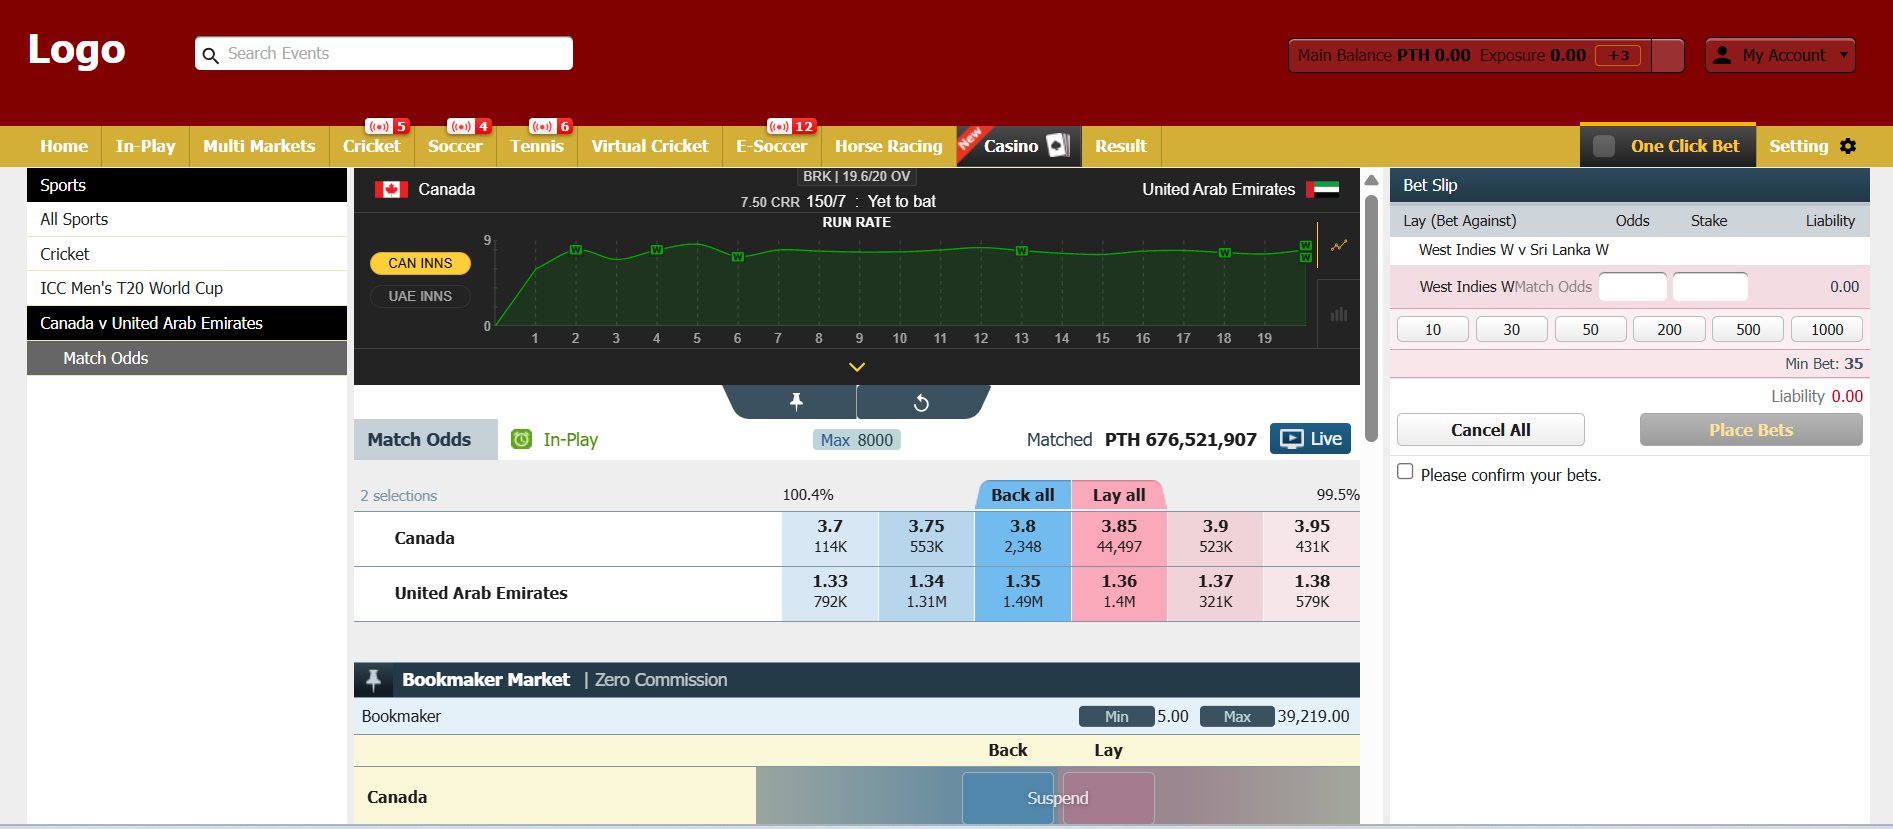 Logo
Search Events
Main Balance PTH 0.00 Exposure 0.00 +3
My Account
Home
In-Play
Multi Markets
Cricket 5
Soccer 4
Tennis 6
Virtual Cricket
E-Soccer 12
Horse Racing
New Casino
Result
One Click Bet
Setting
Sports
All Sports
Cricket
ICC Men's T20 World Cup
Canada v United Arab Emirates
Match Odds
BRK | 19.6/20 OV
Canada
United Arab Emirates
7.50 CRR 150/7 : Yet to bat
RUN RATE
CAN INNS
UAE INNS
9
0
W W W W W W W
1 2 3 4 5 6 7 8 9 10 11 12 13 14 15 16 17 18 19
Match Odds
In-Play
Max 8000
Matched PTH 676,521,907
Live
2 selections 100.4% Back all Lay all 99.5%
Canada
3.7 3.75 3.8 3.85 3.9 3.95
114K 553K 2,348 44,497 523K 431K
United Arab Emirates
1.33 1.34 1.35 1.36 1.37 1.38
792K 1.31M 1.49M 1.4M 321K 579K
Bookmaker Market | Zero Commission
Bookmaker Min 5.00 Max 39,219.00
Back Lay
Canada Suspend
Bet Slip
Lay (Bet Against) Odds Stake Liability
West Indies W v Sri Lanka W
West Indies WMatch Odds 0.00
10 30 50 200 500 1000
Min Bet: 35
Liability 0.00
Cancel All Place Bets
Please confirm your bets.